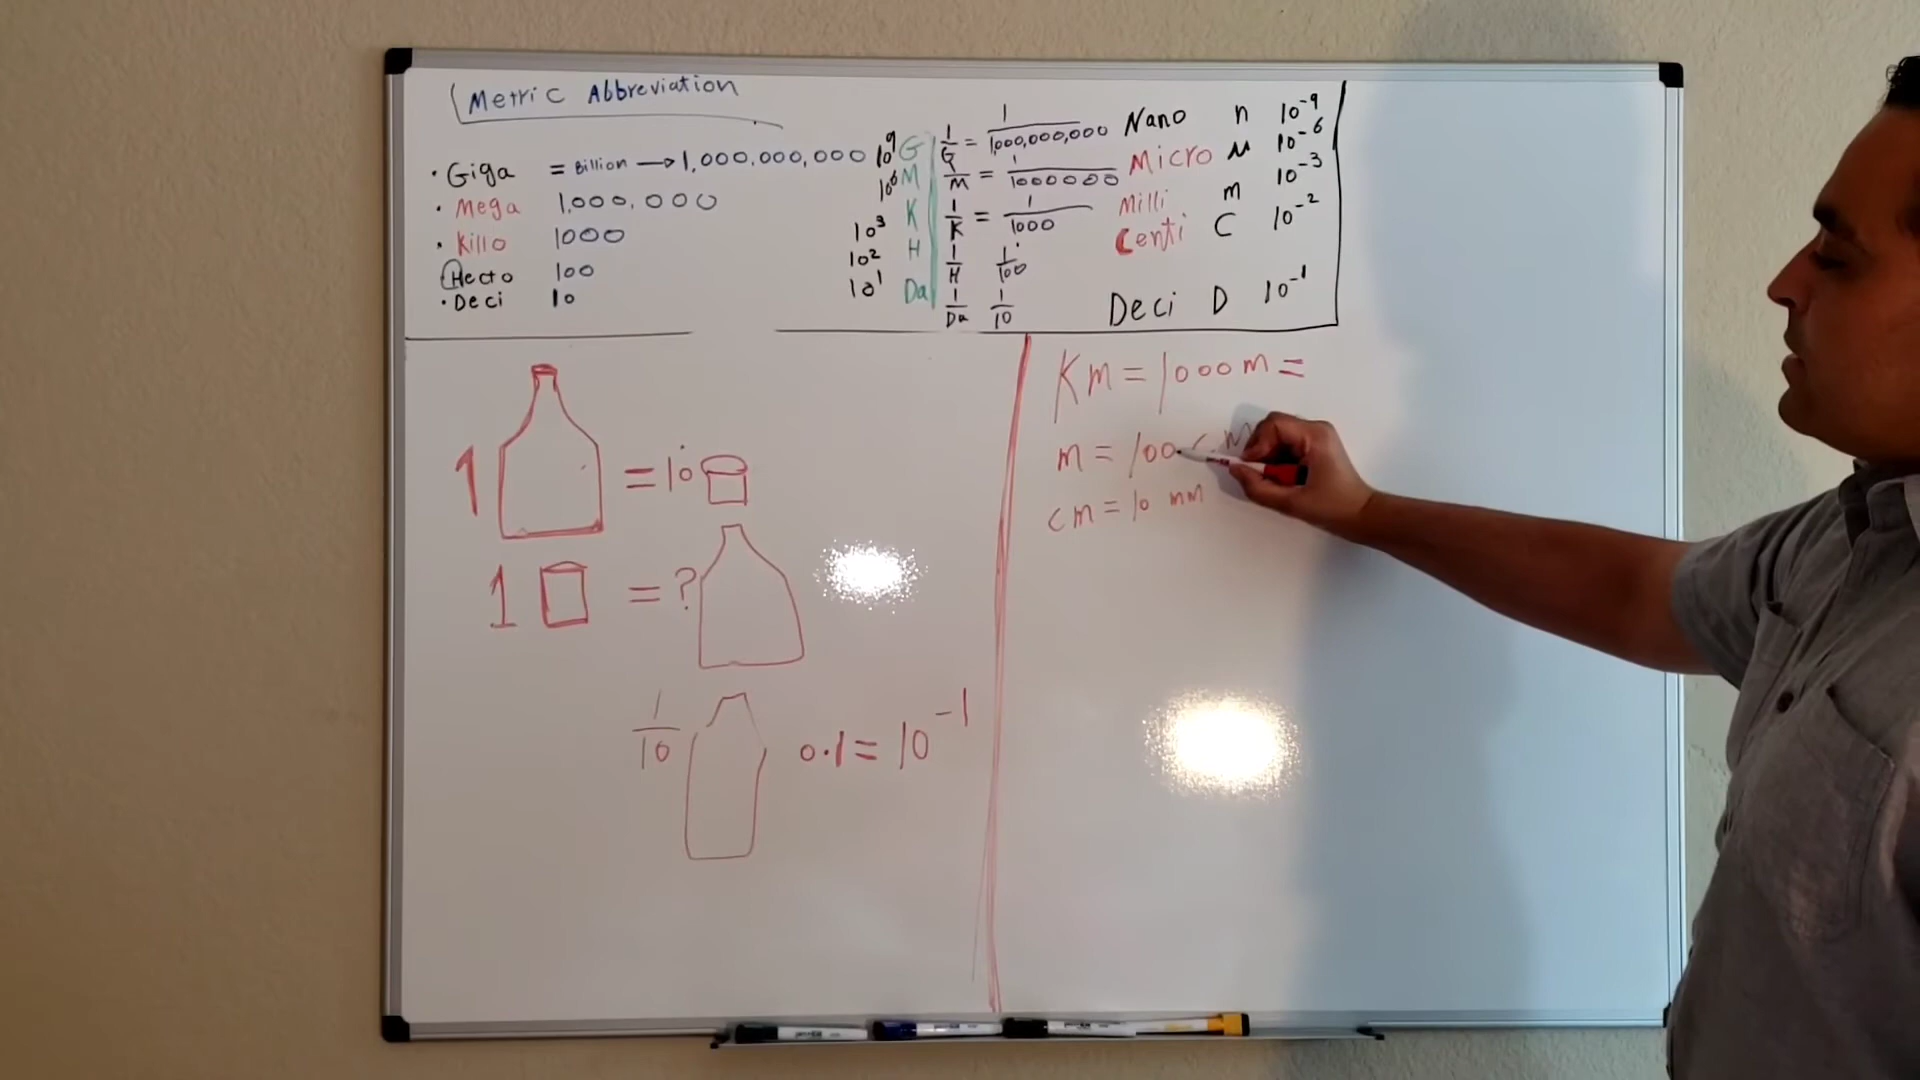 Metric Abbreviation
· Giga = Billion → 1,000,000,000 10⁹ G
· Mega 1,000,000 10⁶ M
· Killo 1000 10³ K
Hecto 100 10² H
· Deci 10 10¹ Da
1/G = 1/1,000,000,000 Nano n 10⁻⁹
1/M = 1/1000000 Micro μ 10⁻⁶
1/K = 1/1000 Milli m 10⁻³
Centi C 10⁻²
1/H 1/100
1/Da 1/10 Deci D 10⁻¹
1 = 10
1 = ?
1/10 0.1 = 10⁻¹
Km = 1000m =
m = 100 cm
cm = 10 mm